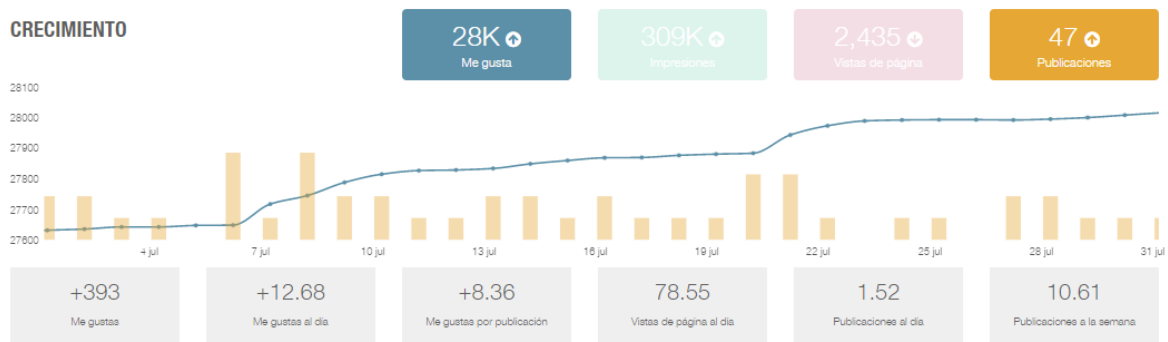 CRECIMIENTO
28K
Me gusta
309K
Impresiones
2,435
Vistas de página
47
Publicaciones
28100
28000
27900
27800
27700
27600
4 jul
7 jul
10 jul
13 jul
16 jul
19 jul
22 jul
25 jul
28 jul
31 jul
+393
Me gustas
+12.68
Me gustas al día
+8.36
Me gustas por publicación
78.55
Vistas de página al día
1.52
Publicaciones al día
10.61
Publicaciones a la semana